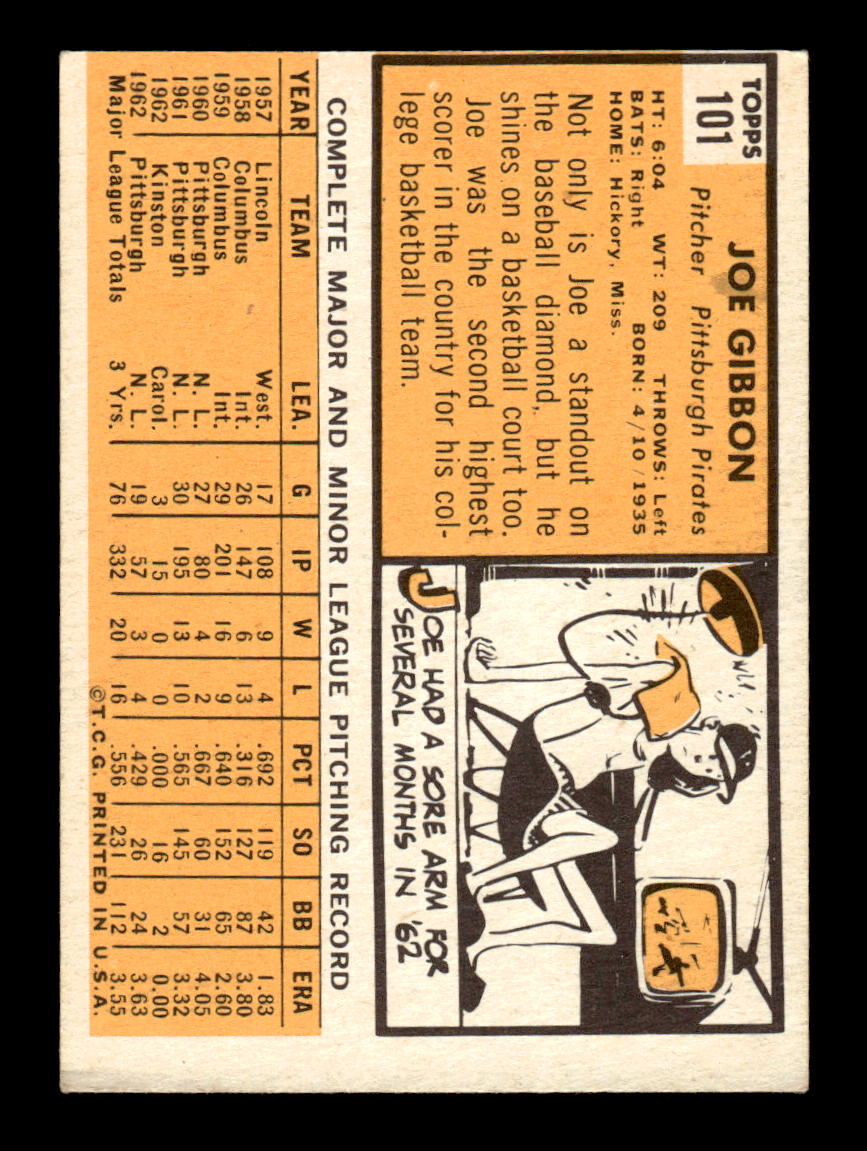 TOPPS
101
JOE GIBBON
Pitcher Pittsburgh Pirates
HT: 6:04 WT: 209 THROWS: Left
BATS: Right BORN: 4/10/1935
HOME: Hickory, Miss.
Not only is Joe a standout on
the baseball diamond, but he
shines on a basketball court too.
Joe was the second highest
scorer in the country for his col-
lege basketball team.
JOE HAD A SORE ARM FOR
SEVERAL MONTHS IN '62
COMPLETE MAJOR AND MINOR LEAGUE PITCHING RECORD
YEAR TEAM LEA. G IP W L PCT SO BB ERA
1957 Lincoln West. 17 108 9 4 .692 119 42 1.83
1958 Columbus Int. 26 147 6 13 .316 127 87 3.80
1959 Columbus Int. 29 201 16 9 .640 152 65 2.60
1960 Pittsburgh N. L. 27 80 4 2 .667 60 31 4.05
1961 Pittsburgh N. L. 30 195 13 10 .565 145 57 3.32
1962 Kinston Carol. 3 15 0 0 .000 16 2 0.00
1962 Pittsburgh N. L. 19 57 3 4 .429 26 24 3.63
Major League Totals 3 Yrs. 76 332 20 16 .556 231 112 3.55
©T.C.G. PRINTED IN U.S.A.